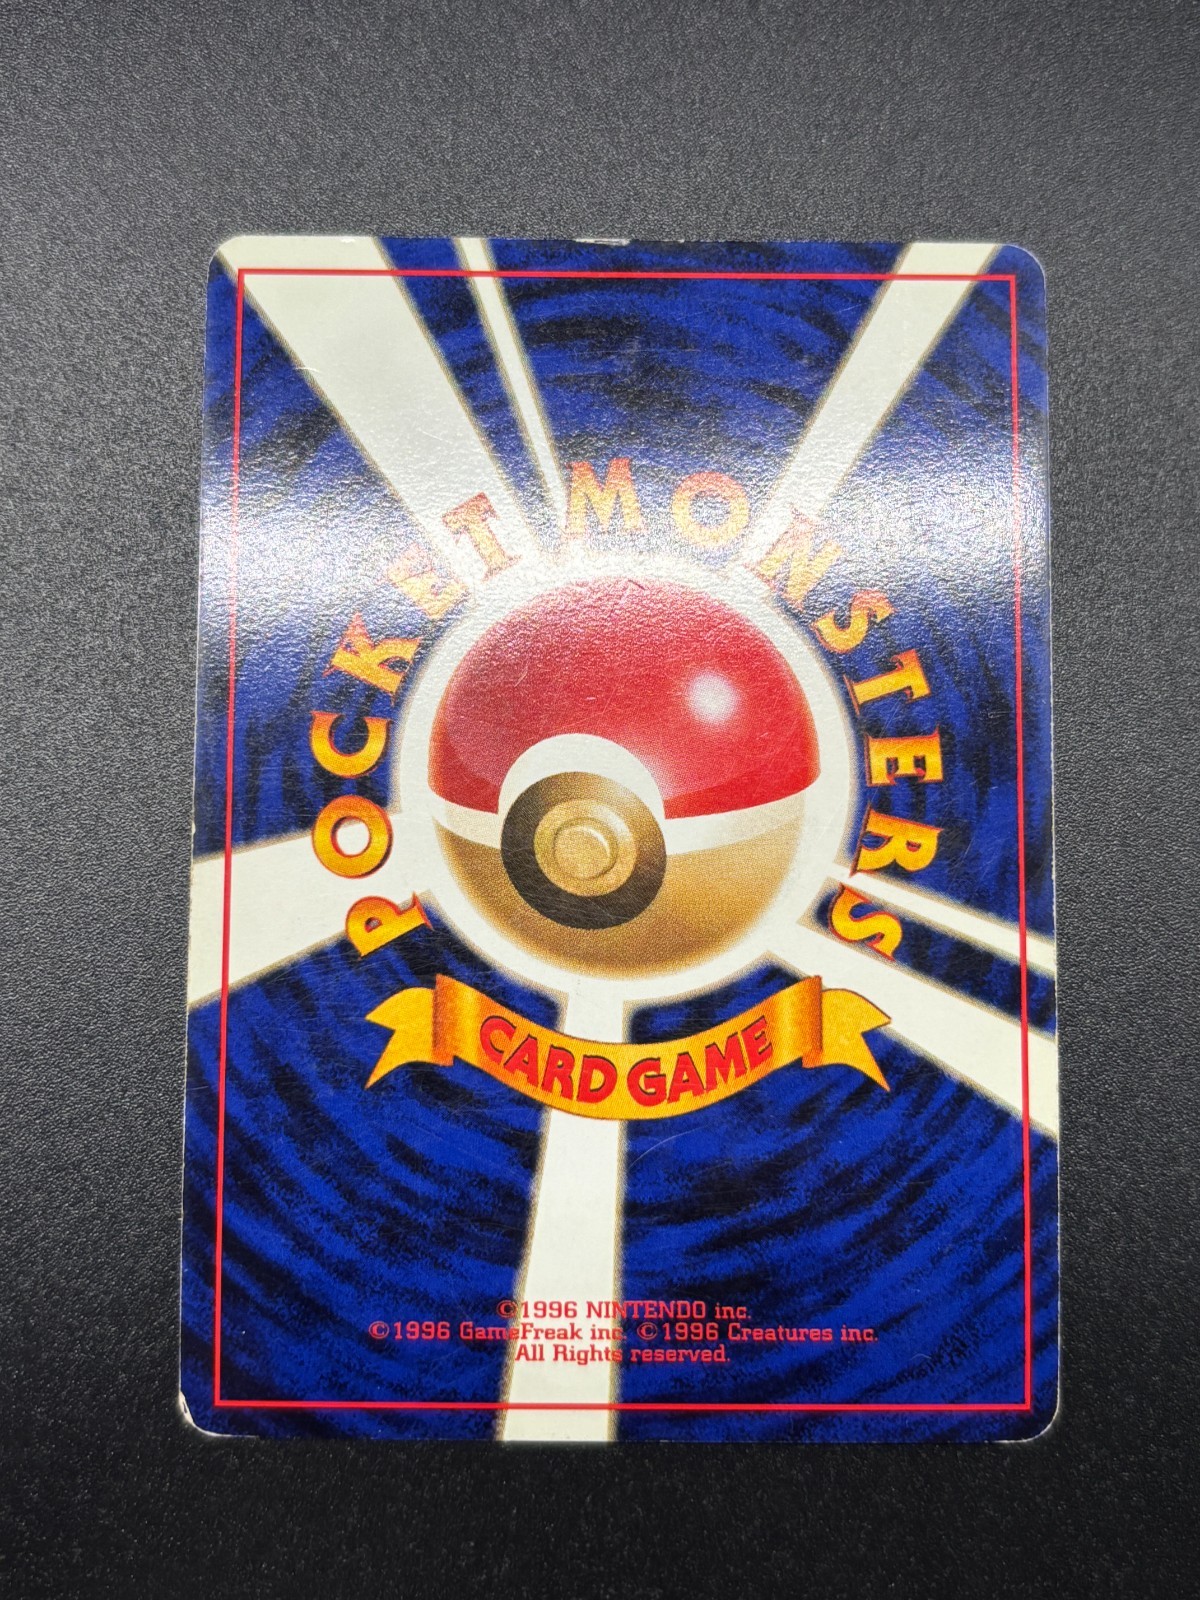 POCKET MONSTERS
CARD GAME
©1996 NINTENDO inc.
©1996 GameFreak inc. ©1996 Creatures inc.
All Rights reserved.